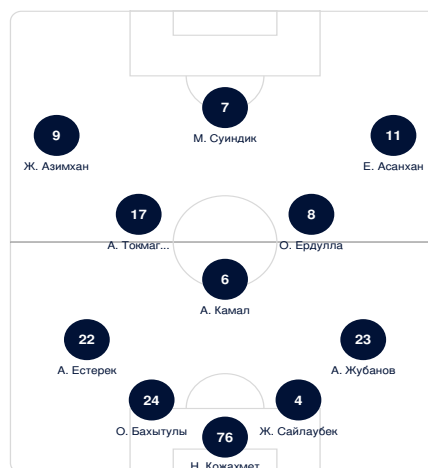 7
М. Суиндик
9
11
Ж. Азимхан
Е. Асанхан
17
8
А. Токмаг...
О. Ердулла
6
А. Камал
22
23
А. Естерек
А. Жубанов
24
4
О. Бахытулы
Ж. Сайлаубек
76
Н. Кожахмет